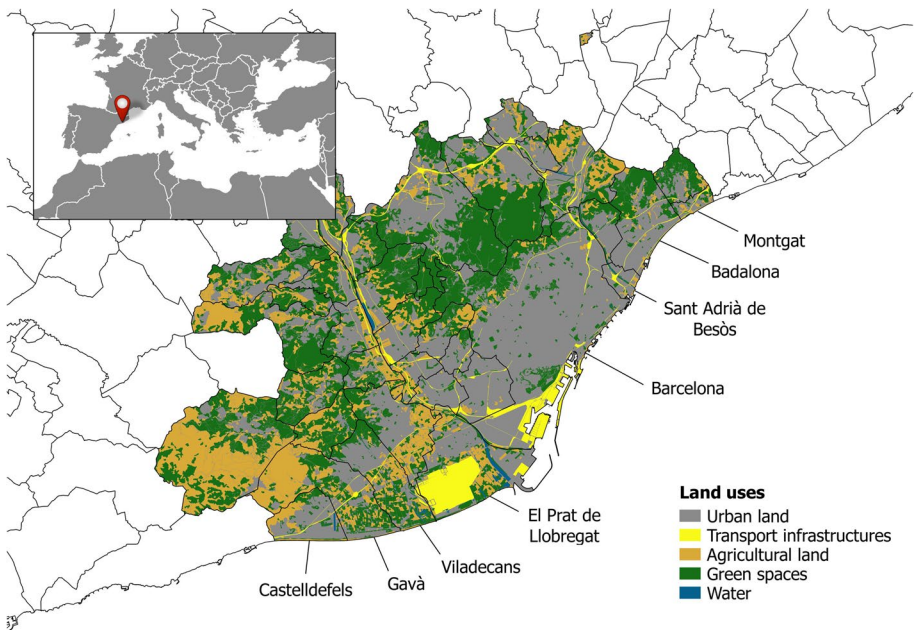 Montgat
Badalona
Sant Adrià de
Besòs
Barcelona
El Prat de
Llobregat
Viladecans
Gavà
Castelldefels
Land uses
Urban land
Transport infrastructures
Agricultural land
Green spaces
Water